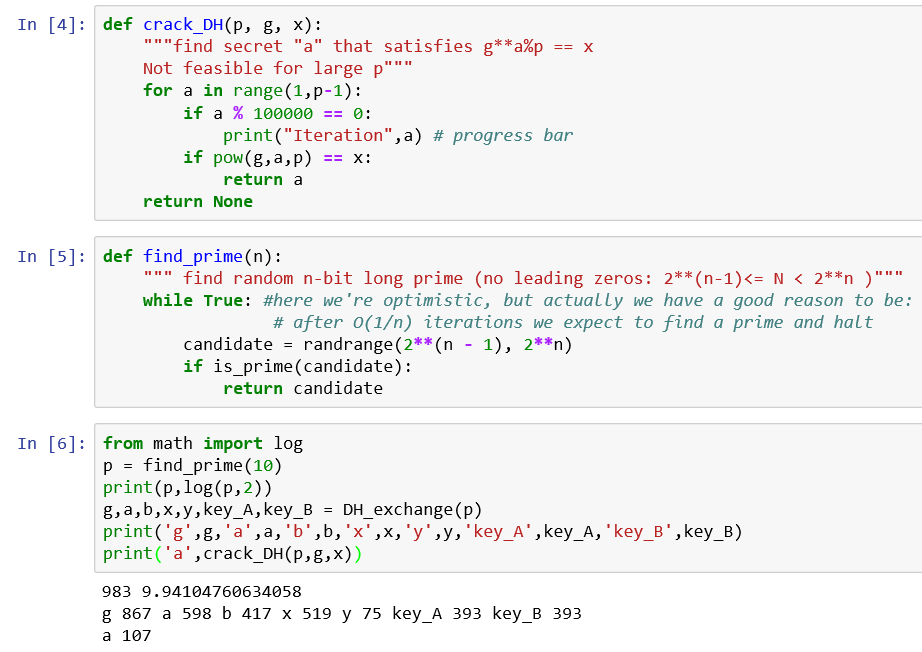 In [4]: def crack_DH(p, g, x):
    """find secret "a" that satisfies g**a%p == x
    Not feasible for large p"""
    for a in range(1,p-1):
        if a % 100000 == 0:
            print("Iteration",a) # progress bar
        if pow(g,a,p) == x:
            return a
    return None
In [5]: def find_prime(n):
    """ find random n-bit long prime (no leading zeros: 2**(n-1)<= N < 2**n )"""
    while True: #here we're optimistic, but actually we have a good reason to be:
                 # after O(1/n) iterations we expect to find a prime and halt
        candidate = randrange(2**(n - 1), 2**n)
        if is_prime(candidate):
            return candidate
In [6]: from math import log
p = find_prime(10)
print(p,log(p,2))
g,a,b,x,y,key_A,key_B = DH_exchange(p)
print('g',g,'a',a,'b',b,'x',x,'y',y,'key_A',key_A,'key_B',key_B)
print('a',crack_DH(p,g,x))
983 9.94104760634058
g 867 a 598 b 417 x 519 y 75 key_A 393 key_B 393
a 107